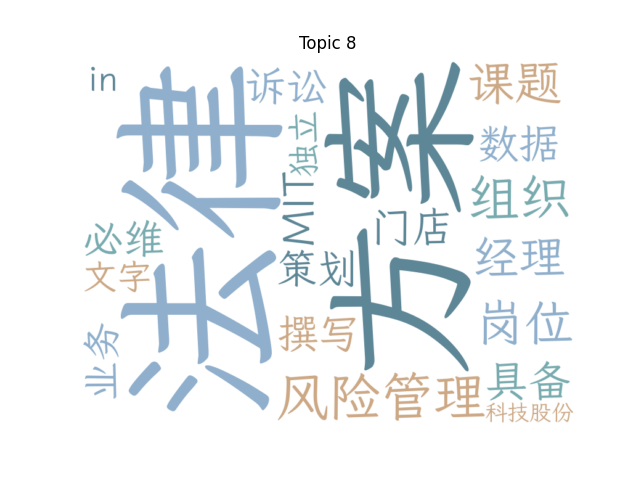 Topic 8
in
法律
诉讼
独立
MIT
方案
课题
数据
组织
门店
必维
文字
策划
经理
业务
撰写
岗位
风险管理
具备
科技股份